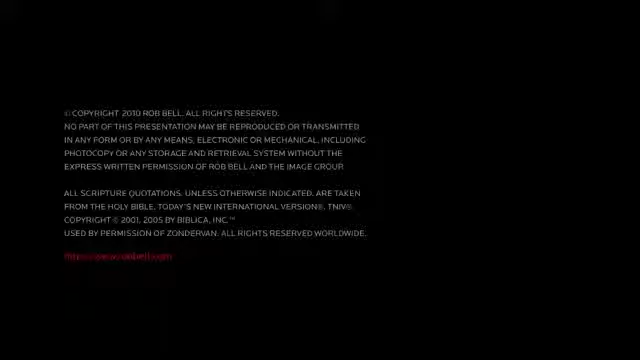 © COPYRIGHT 2010 ROB BELL. ALL RIGHTS RESERVED.
NO PART OF THIS PRESENTATION MAY BE REPRODUCED OR TRANSMITTED
IN ANY FORM OR BY ANY MEANS, ELECTRONIC OR MECHANICAL, INCLUDING
PHOTOCOPY OR ANY STORAGE AND RETRIEVAL SYSTEM WITHOUT THE
EXPRESS WRITTEN PERMISSION OF ROB BELL AND THE IMAGE GROUP
ALL SCRIPTURE QUOTATIONS, UNLESS OTHERWISE INDICATED, ARE TAKEN
FROM THE HOLY BIBLE, TODAY'S NEW INTERNATIONAL VERSION®. TNIV®
COPYRIGHT © 2001, 2005 BY BIBLICA, INC.™
USED BY PERMISSION OF ZONDERVAN. ALL RIGHTS RESERVED WORLDWIDE.